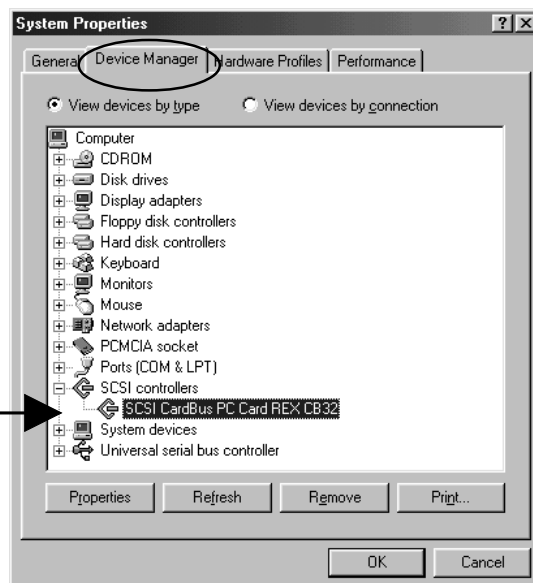 System Properties
General Device Manager Hardware Profiles Performance
View devices by type View devices by connection
Computer
CDROM
Disk drives
Display adapters
Floppy disk controllers
Hard disk controllers
Keyboard
Monitors
Mouse
Network adapters
PCMCIA socket
Ports (COM & LPT)
SCSI controllers
SCSI CardBus PC Card REX CB32
System devices
Universal serial bus controller
Properties Refresh Remove Print...
OK Cancel